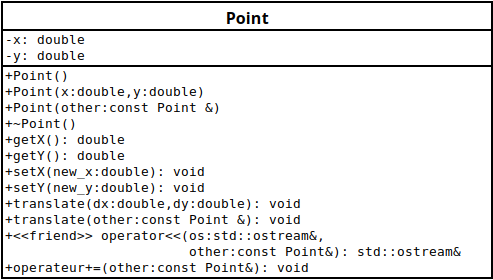 Point
-x: double
-y: double
+Point()
+Point(x:double,y:double)
+Point(other:const Point &)
+~Point()
+getX(): double
+getY(): double
+setX(new_x:double): void
+setY(new_y:double): void
+translate(dx:double,dy:double): void
+translate(other:const Point &): void
+<<friend>> operator<<(os:std::ostream&,
other:const Point&): std::ostream&
+operateur+=(other:const Point&): void